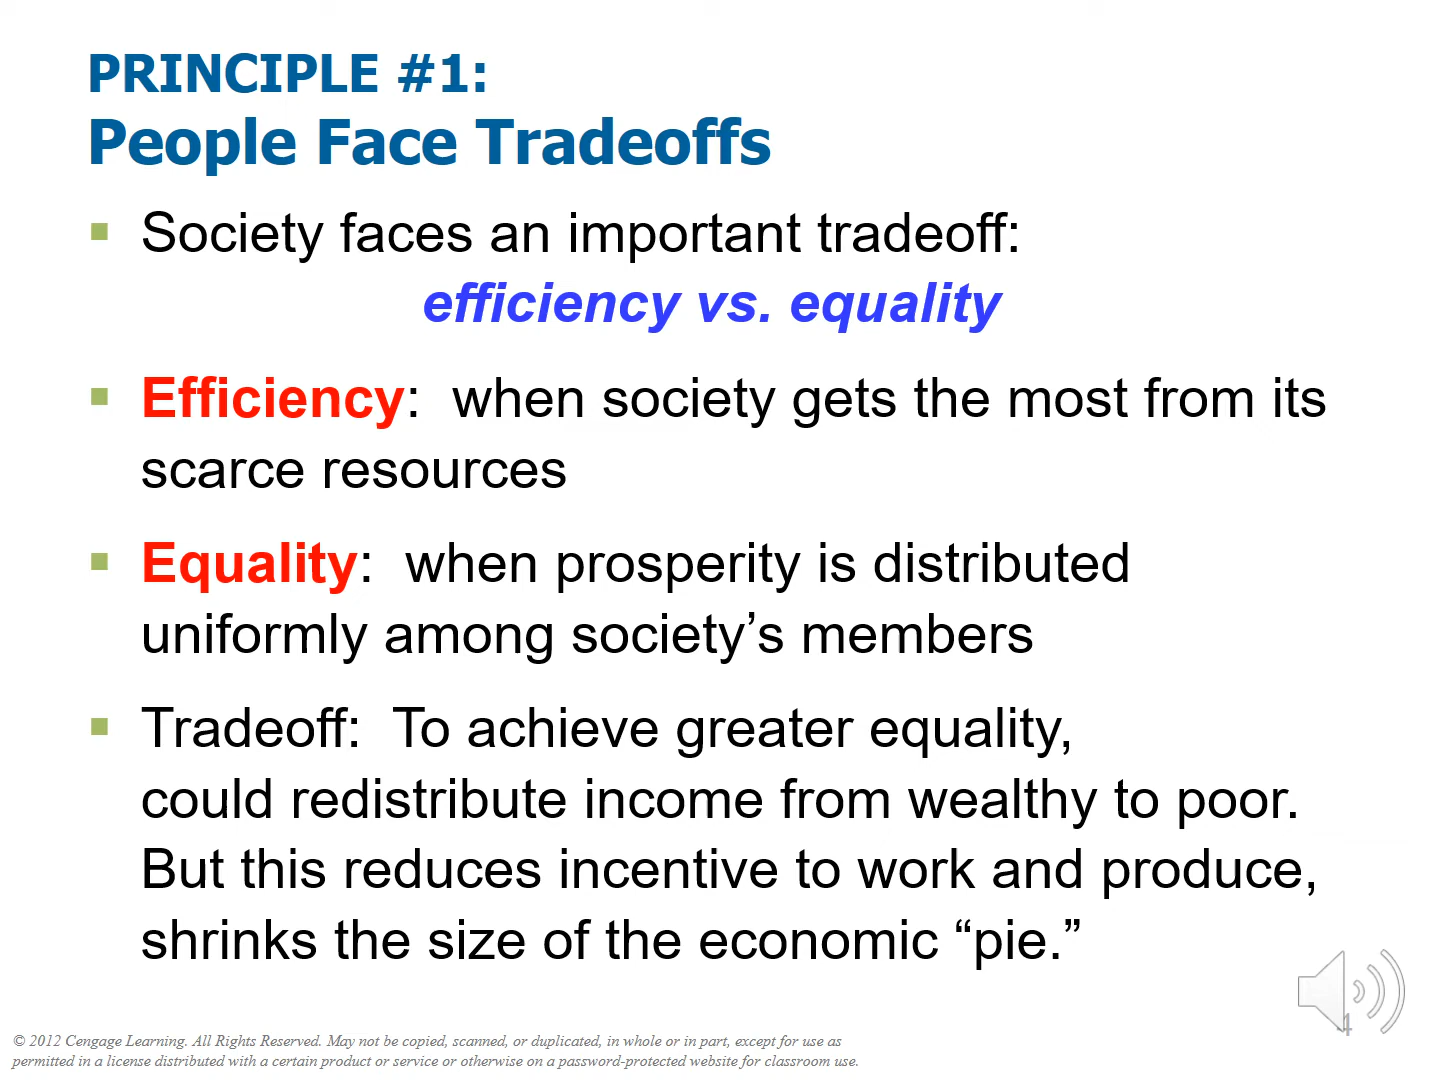 PRINCIPLE #1:
People Face Tradeoffs
▪ Society faces an important tradeoff:
efficiency vs. equality
▪ Efficiency:  when society gets the most from its
scarce resources
▪ Equality:  when prosperity is distributed
uniformly among society’s members
▪ Tradeoff:  To achieve greater equality,
could redistribute income from wealthy to poor.
But this reduces incentive to work and produce,
shrinks the size of the economic “pie.”
4
© 2012 Cengage Learning. All Rights Reserved. May not be copied, scanned, or duplicated, in whole or in part, except for use as
permitted in a license distributed with a certain product or service or otherwise on a password-protected website for classroom use.